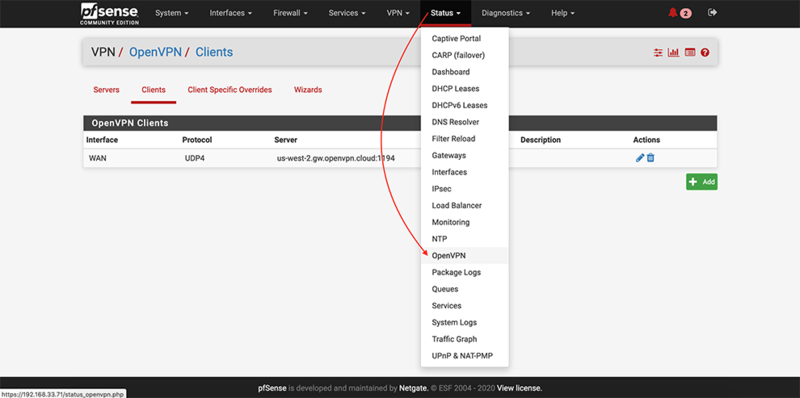 pfsense System Interfaces Firewall Services VPN Status Diagnostics Help 2
COMMUNITY EDITION
VPN / OpenVPN / Clients
Servers Clients Client Specific Overrides Wizards
OpenVPN Clients
Interface Protocol Server Description Actions
WAN UDP4 us-west-2.gw.openvpn.cloud:1194
Add
Captive Portal
CARP (failover)
Dashboard
DHCP Leases
DHCPv6 Leases
DNS Resolver
Filter Reload
Gateways
Interfaces
IPsec
Load Balancer
Monitoring
NTP
OpenVPN
Package Logs
Queues
Services
System Logs
Traffic Graph
UPnP & NAT-PMP
pfSense is developed and maintained by Netgate. © ESF 2004 - 2020 View license.
https://192.168.33.71/status_openvpn.php